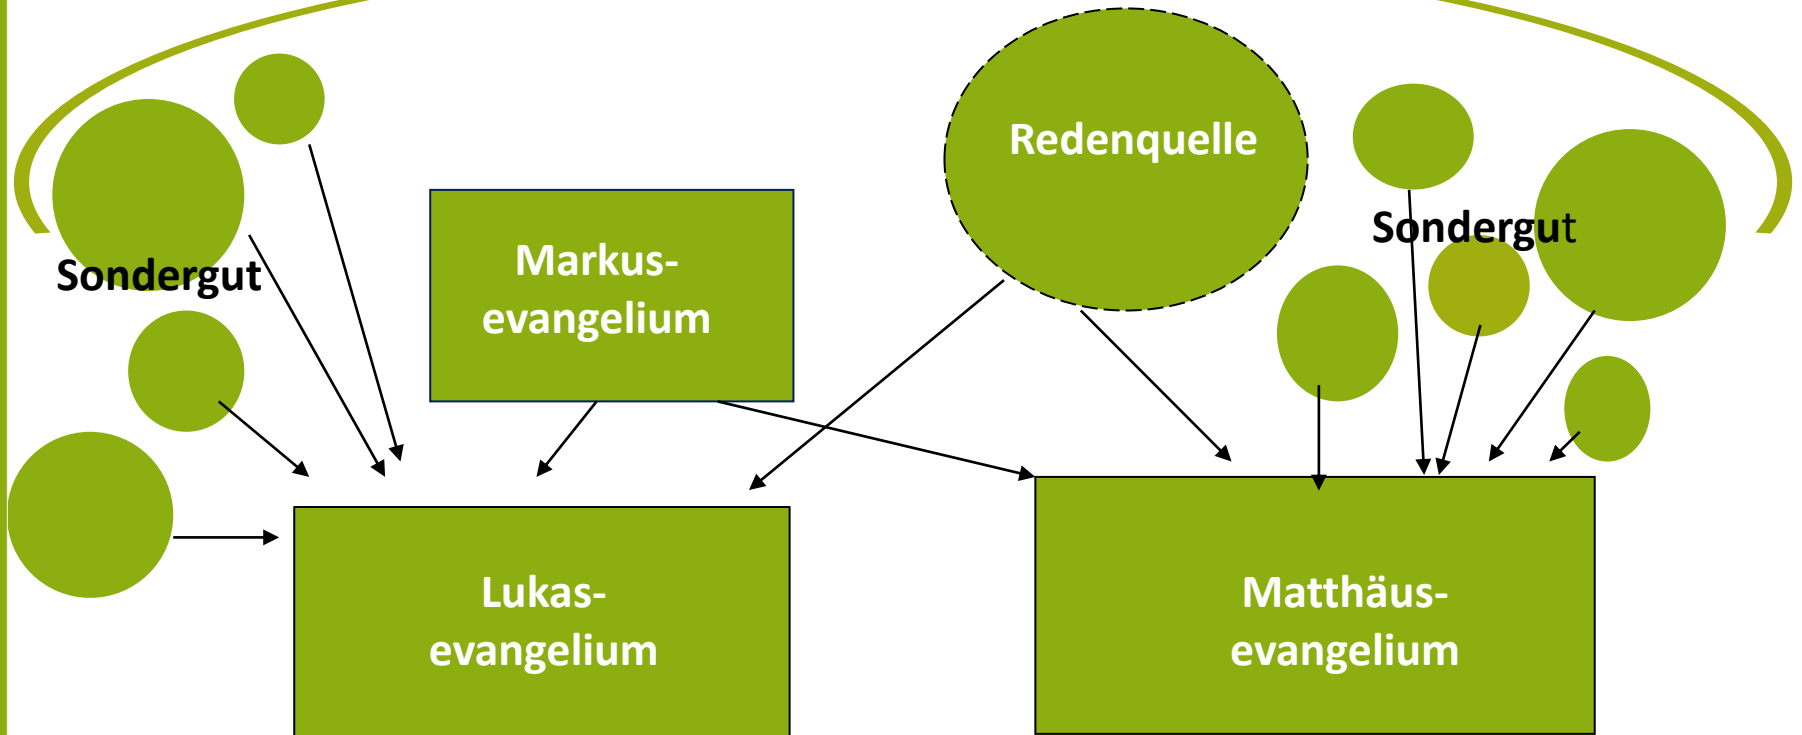 Redenquelle
Sondergut
Markus-
evangelium
Sondergut
Lukas-
evangelium
Matthäus-
evangelium